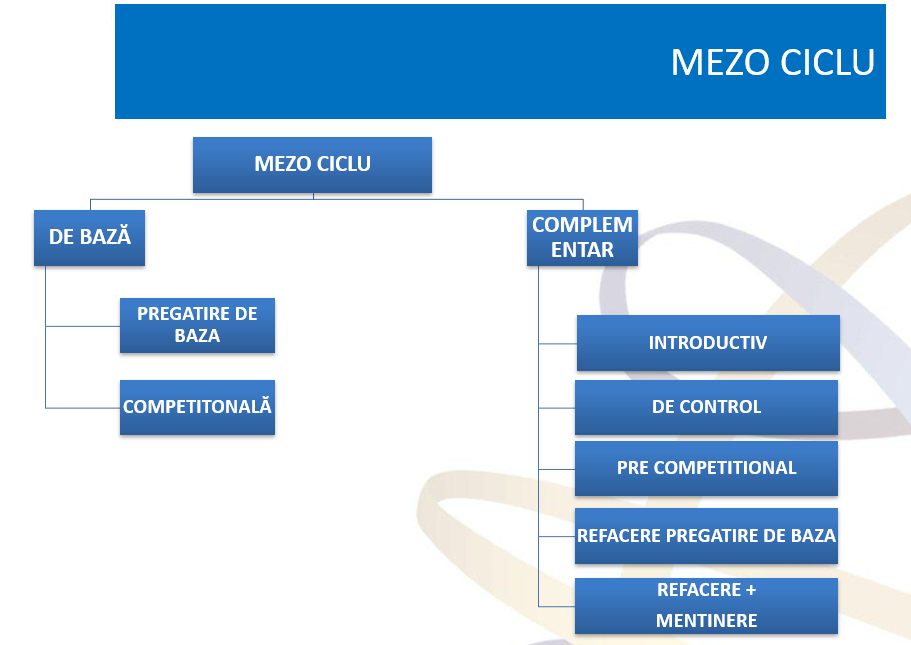 MEZO CICLU
MEZO CICLU
DE BAZĂ
PREGATIRE DE
BAZA
COMPETITONALĂ
COMPLEM
ENTAR
INTRODUCTIV
DE CONTROL
PRE COMPETITIONAL
REFACERE PREGATIRE DE BAZA
REFACERE +
MENTINERE